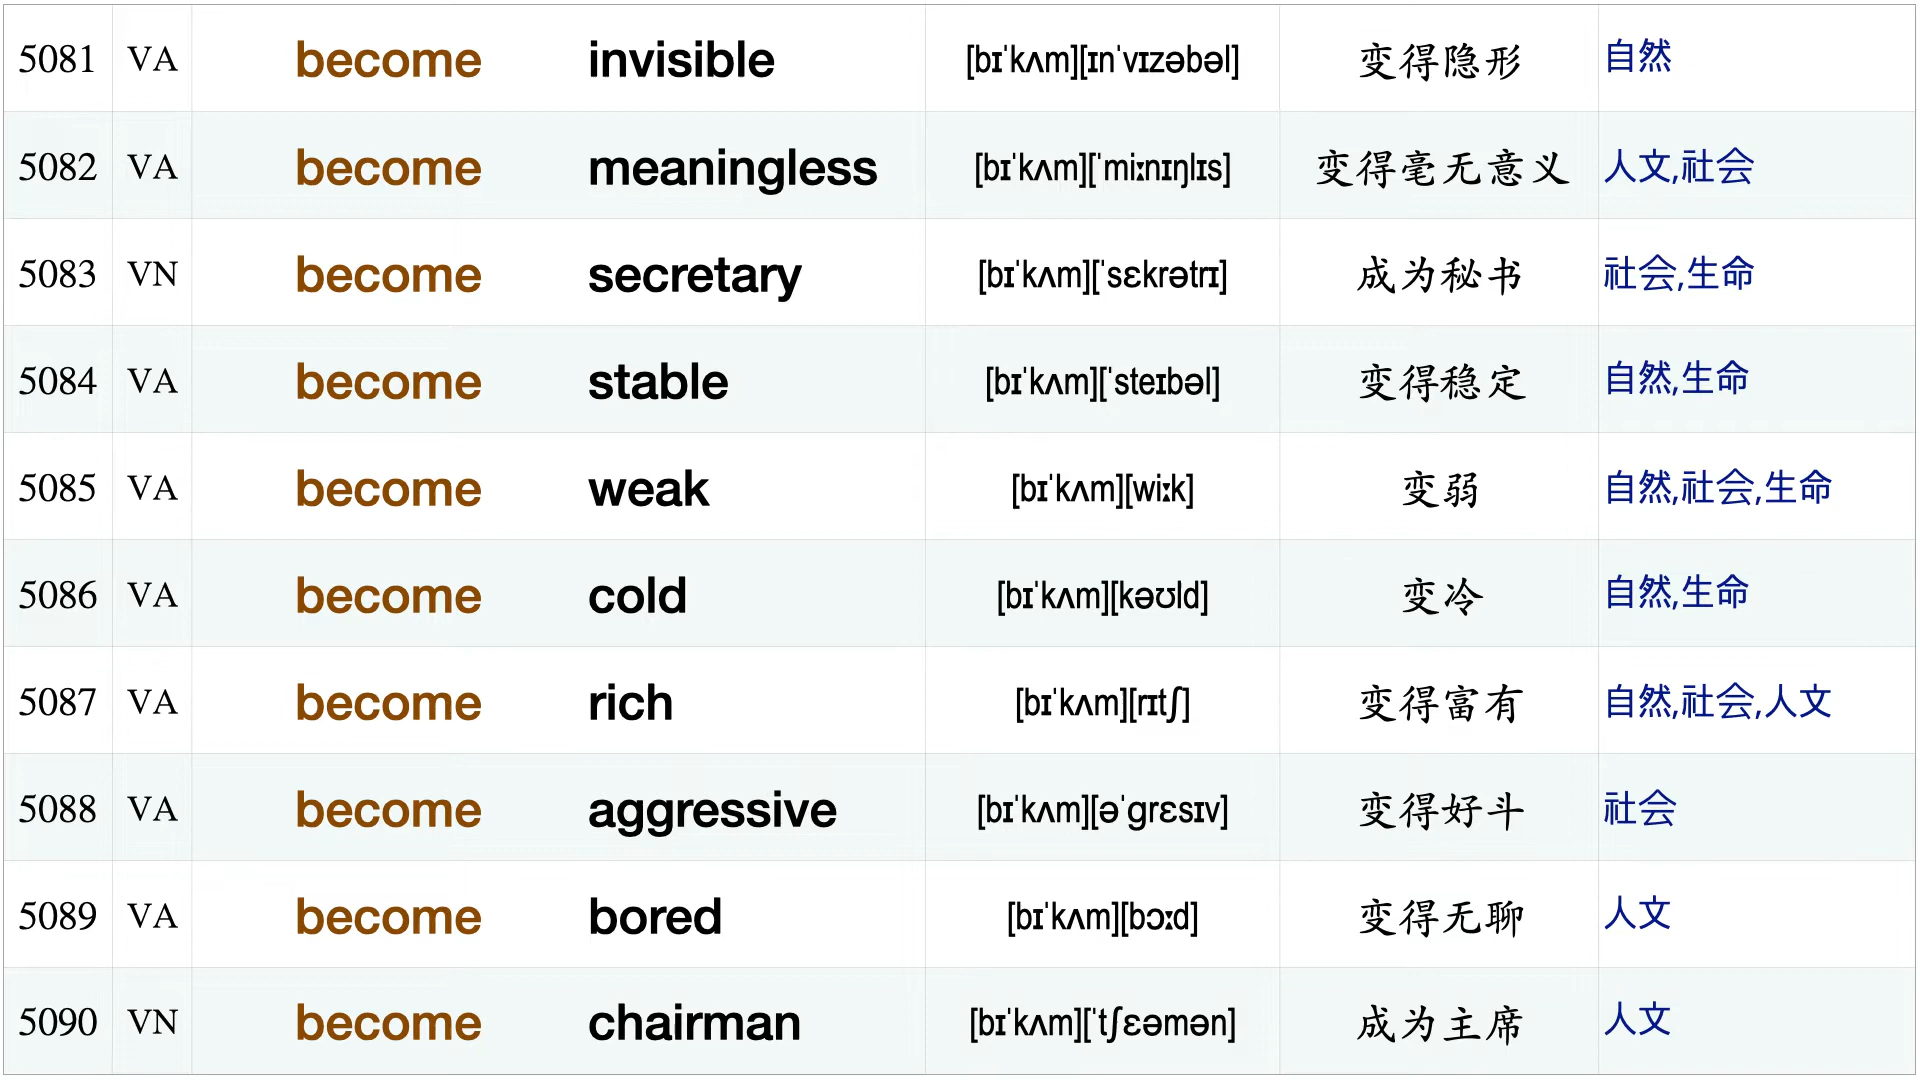 5081 VA become invisible [bɪˈkʌm][ɪnˈvɪzəbəl] 变得隐形 自然
5082 VA become meaningless [bɪˈkʌm][ˈmiːnɪŋlɪs] 变得毫无意义 人文,社会
5083 VN become secretary [bɪˈkʌm][ˈsɛkrətrɪ] 成为秘书 社会,生命
5084 VA become stable [bɪˈkʌm][ˈsteɪbəl] 变得稳定 自然,生命
5085 VA become weak [bɪˈkʌm][wiːk] 变弱 自然,社会,生命
5086 VA become cold [bɪˈkʌm][kəʊld] 变冷 自然,生命
5087 VA become rich [bɪˈkʌm][rɪtʃ] 变得富有 自然,社会,人文
5088 VA become aggressive [bɪˈkʌm][əˈɡrɛsɪv] 变得好斗 社会
5089 VA become bored [bɪˈkʌm][bɔːd] 变得无聊 人文
5090 VN become chairman [bɪˈkʌm][ˈtʃɛəmən] 成为主席 人文